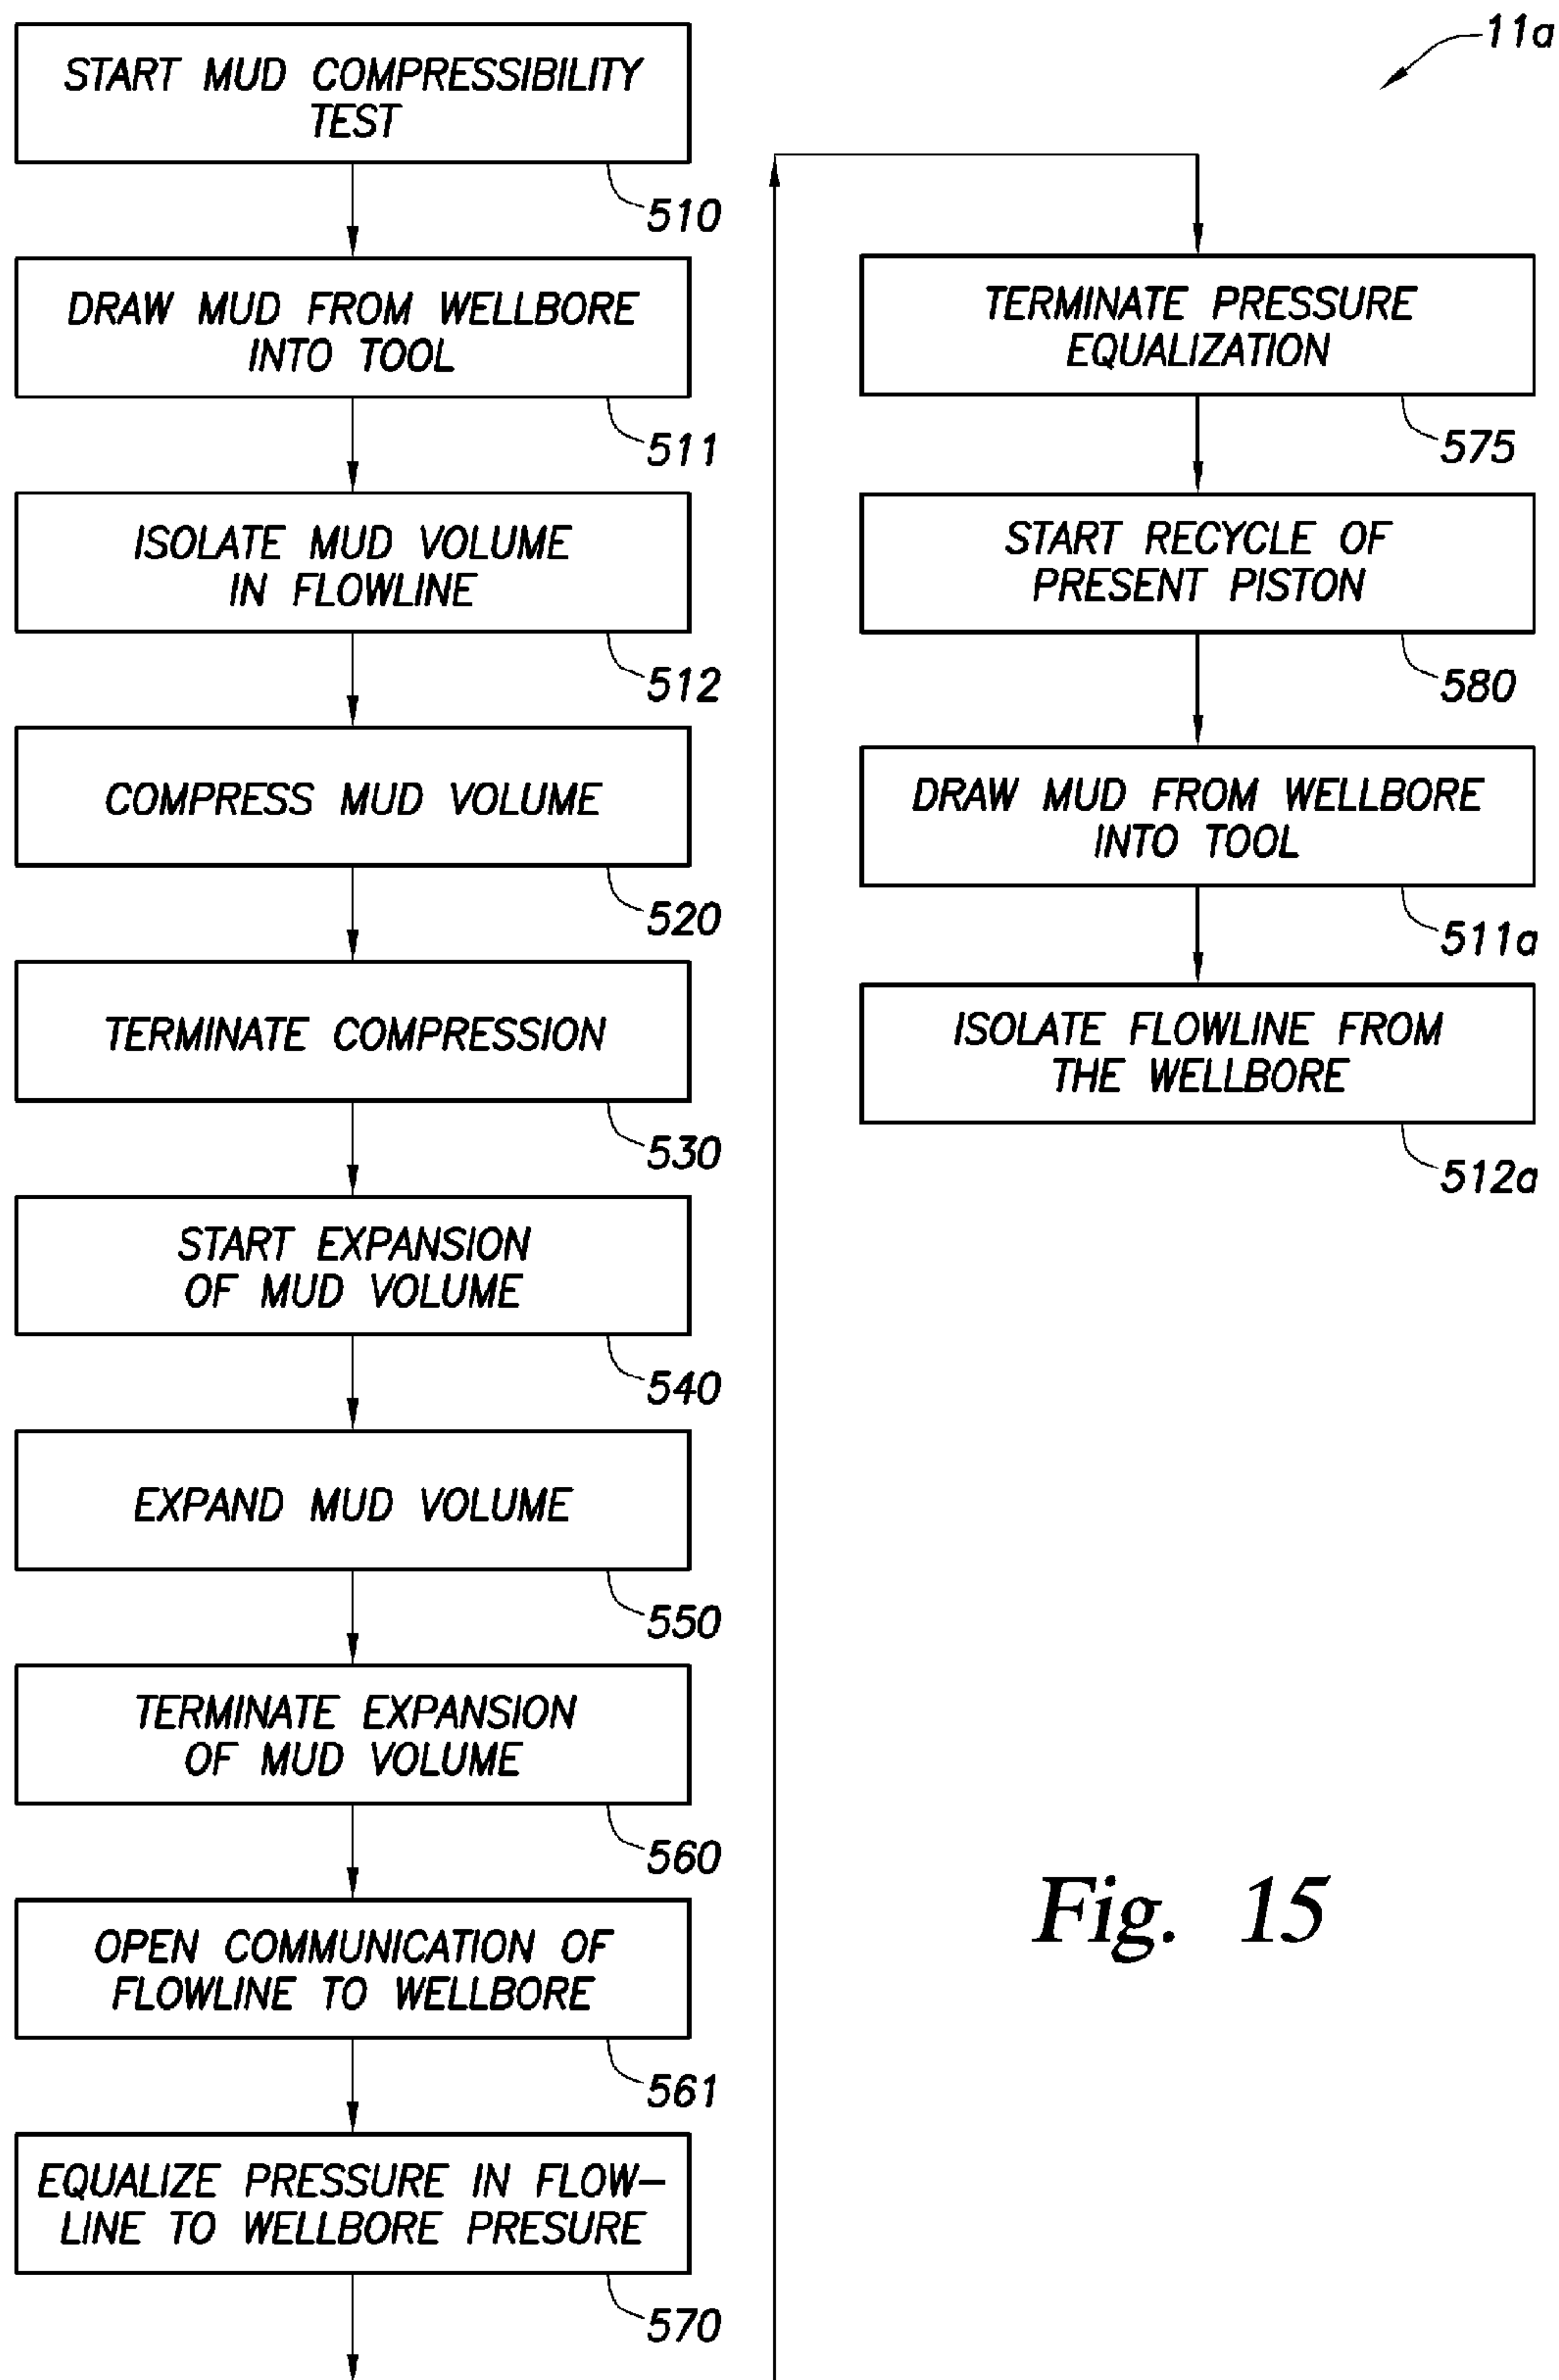 START MUD COMPRESSIBILITY
TEST
510
DRAW MUD FROM WELLBORE
INTO TOOL
511
ISOLATE MUD VOLUME
IN FLOWLINE
512
COMPRESS MUD VOLUME
520
TERMINATE COMPRESSION
530
START EXPANSION
OF MUD VOLUME
540
EXPAND MUD VOLUME
550
TERMINATE EXPANSION
OF MUD VOLUME
560
OPEN COMMUNICATION OF
FLOWLINE TO WELLBORE
561
EQUALIZE PRESSURE IN FLOW-
LINE TO WELLBORE PRESURE
570
11a
TERMINATE PRESSURE
EQUALIZATION
575
START RECYCLE OF
PRESENT PISTON
580
DRAW MUD FROM WELLBORE
INTO TOOL
511a
ISOLATE FLOWLINE FROM
THE WELLBORE
512a
Fig. 15